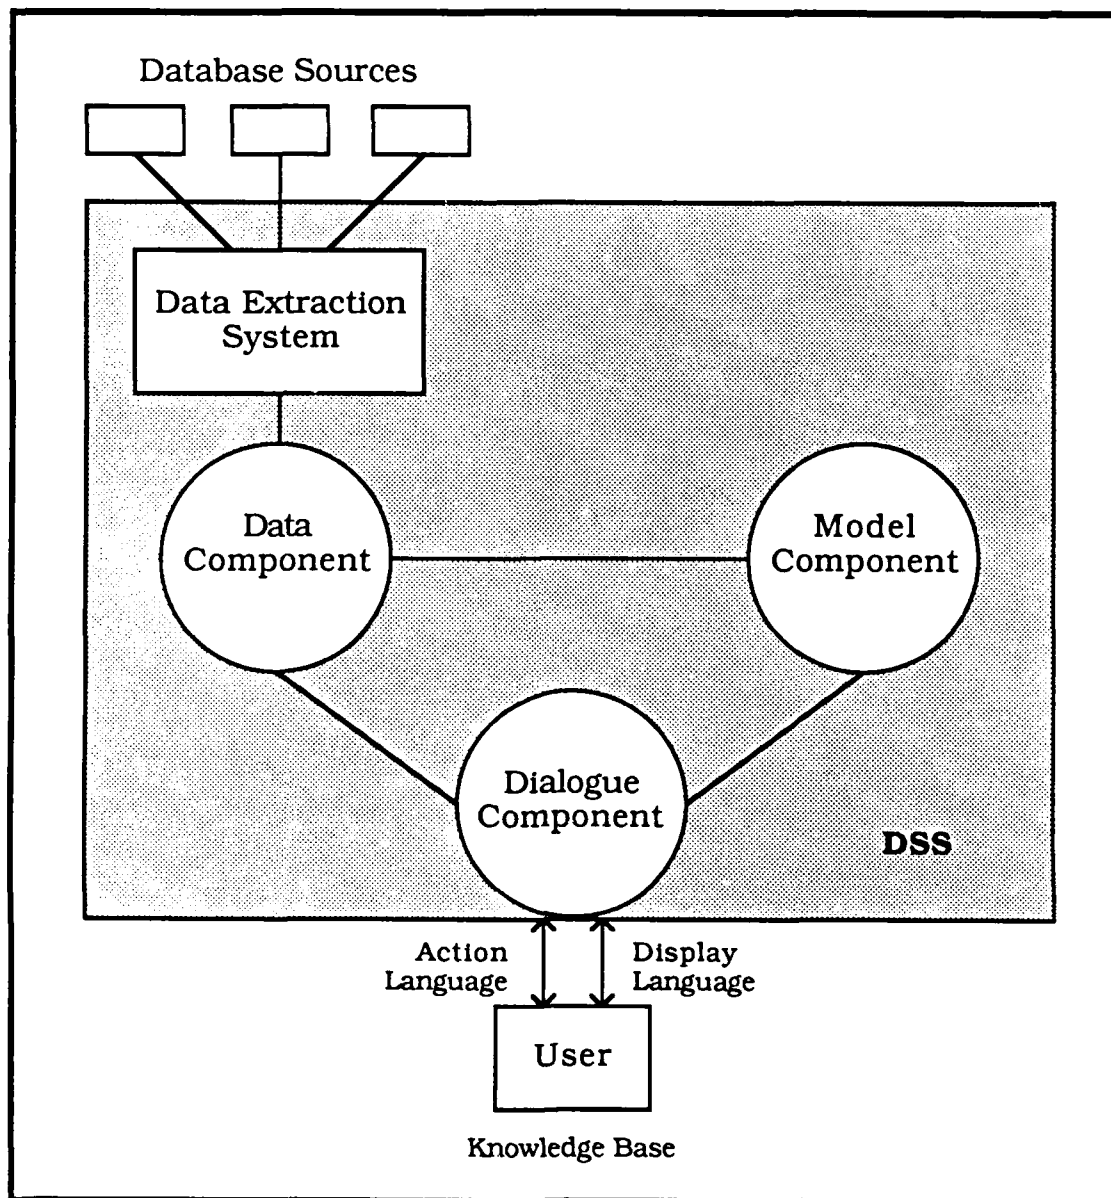 Database Sources
Data Extraction
System
Data
Component
Model
Component
Dialogue
Component
DSS
Action
Language
Display
Language
User
Knowledge Base